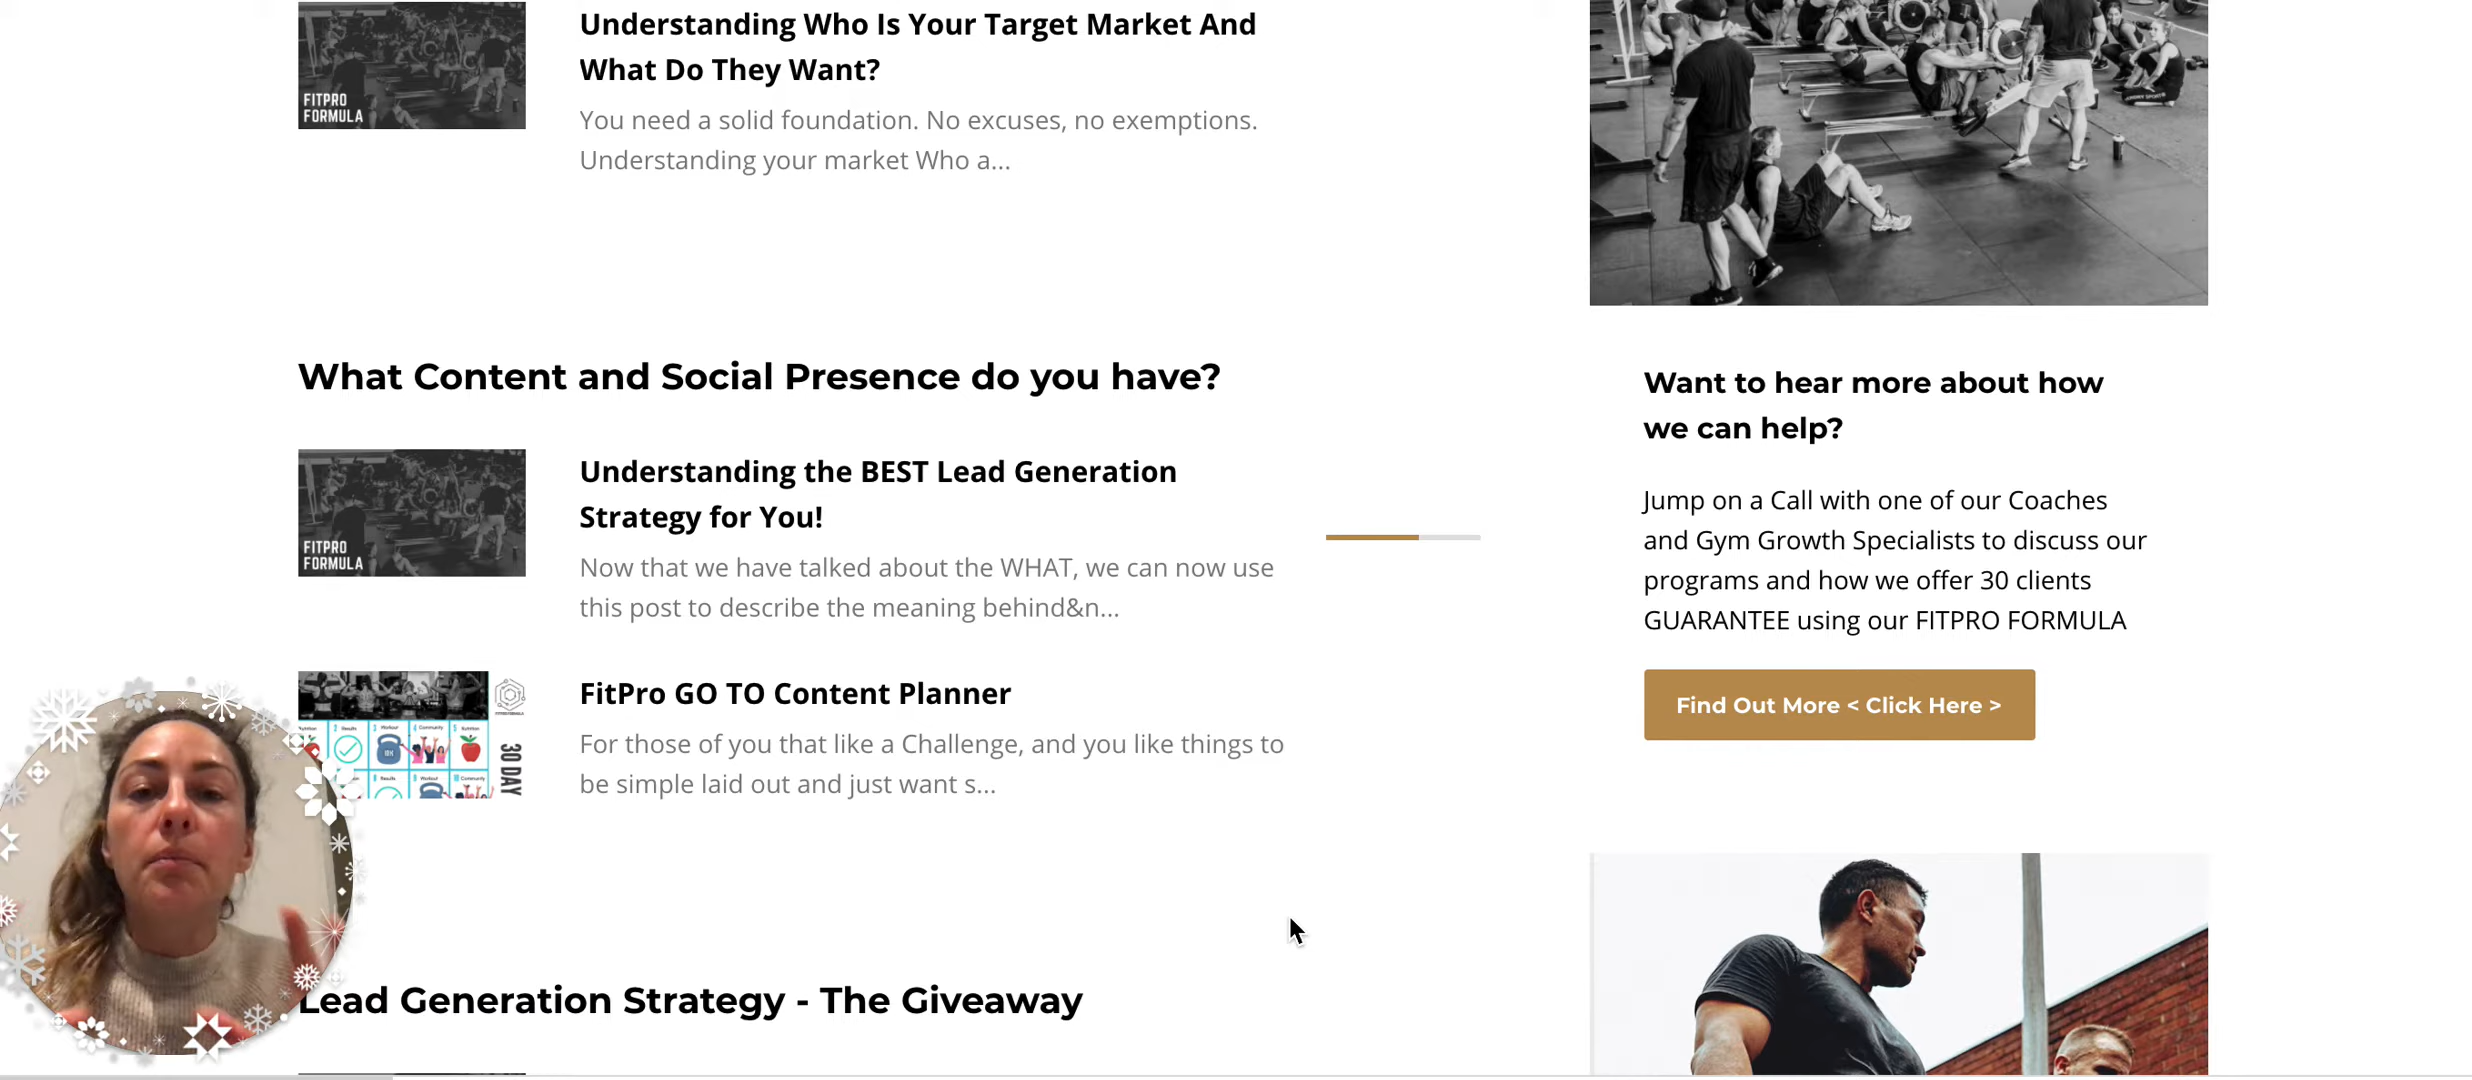 Understanding Who Is Your Target Market And
What Do They Want?
You need a solid foundation. No excuses, no exemptions.
Understanding your market Who a...
FITPRO
FORMULA
What Content and Social Presence do you have?
Understanding the BEST Lead Generation
Strategy for You!
Now that we have talked about the WHAT, we can now use
this post to describe the meaning behind&n...
FITPRO
FORMULA
FitPro GO TO Content Planner
For those of you that like a Challenge, and you like things to
be simple laid out and just want s...
Results
Workout
Community
30 DAY
Results
Workout
Community
Lead Generation Strategy - The Giveaway
Want to hear more about how
we can help?
Jump on a Call with one of our Coaches
and Gym Growth Specialists to discuss our
programs and how we offer 30 clients
GUARANTEE using our FITPRO FORMULA
Find Out More < Click Here >